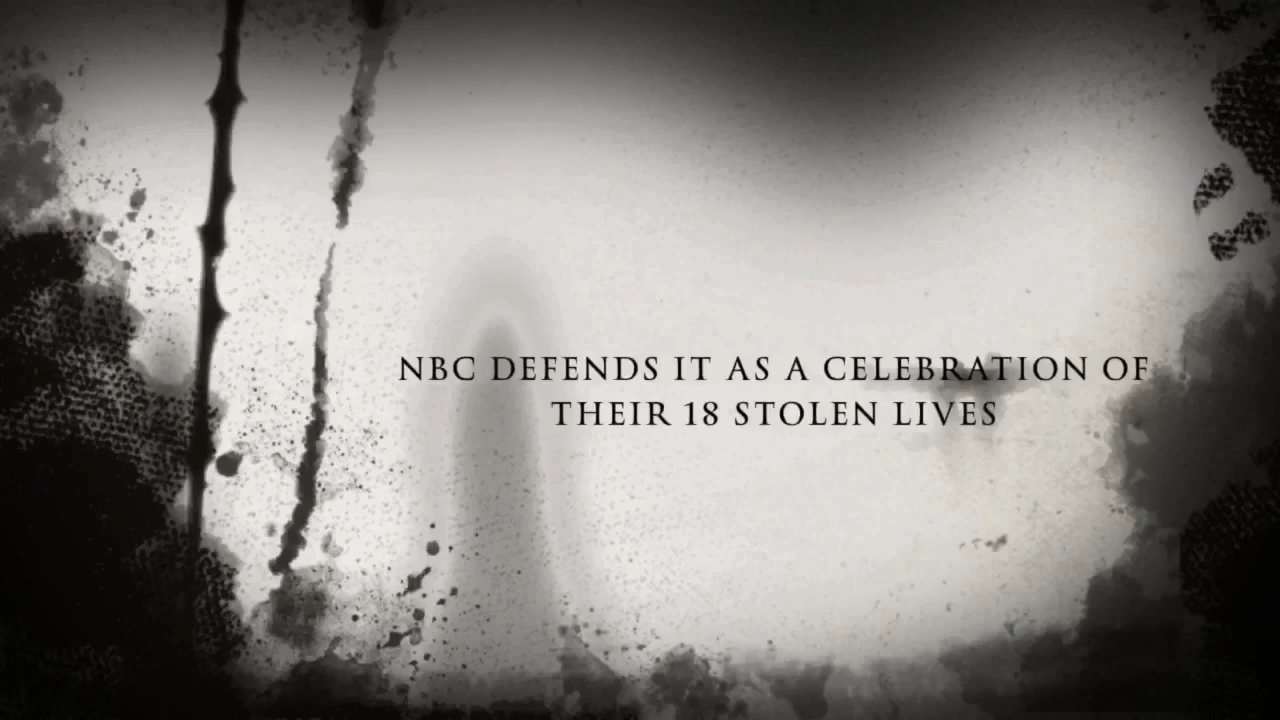 NBC DEFENDS IT AS A CELEBRATION OF
THEIR 18 STOLEN LIVES